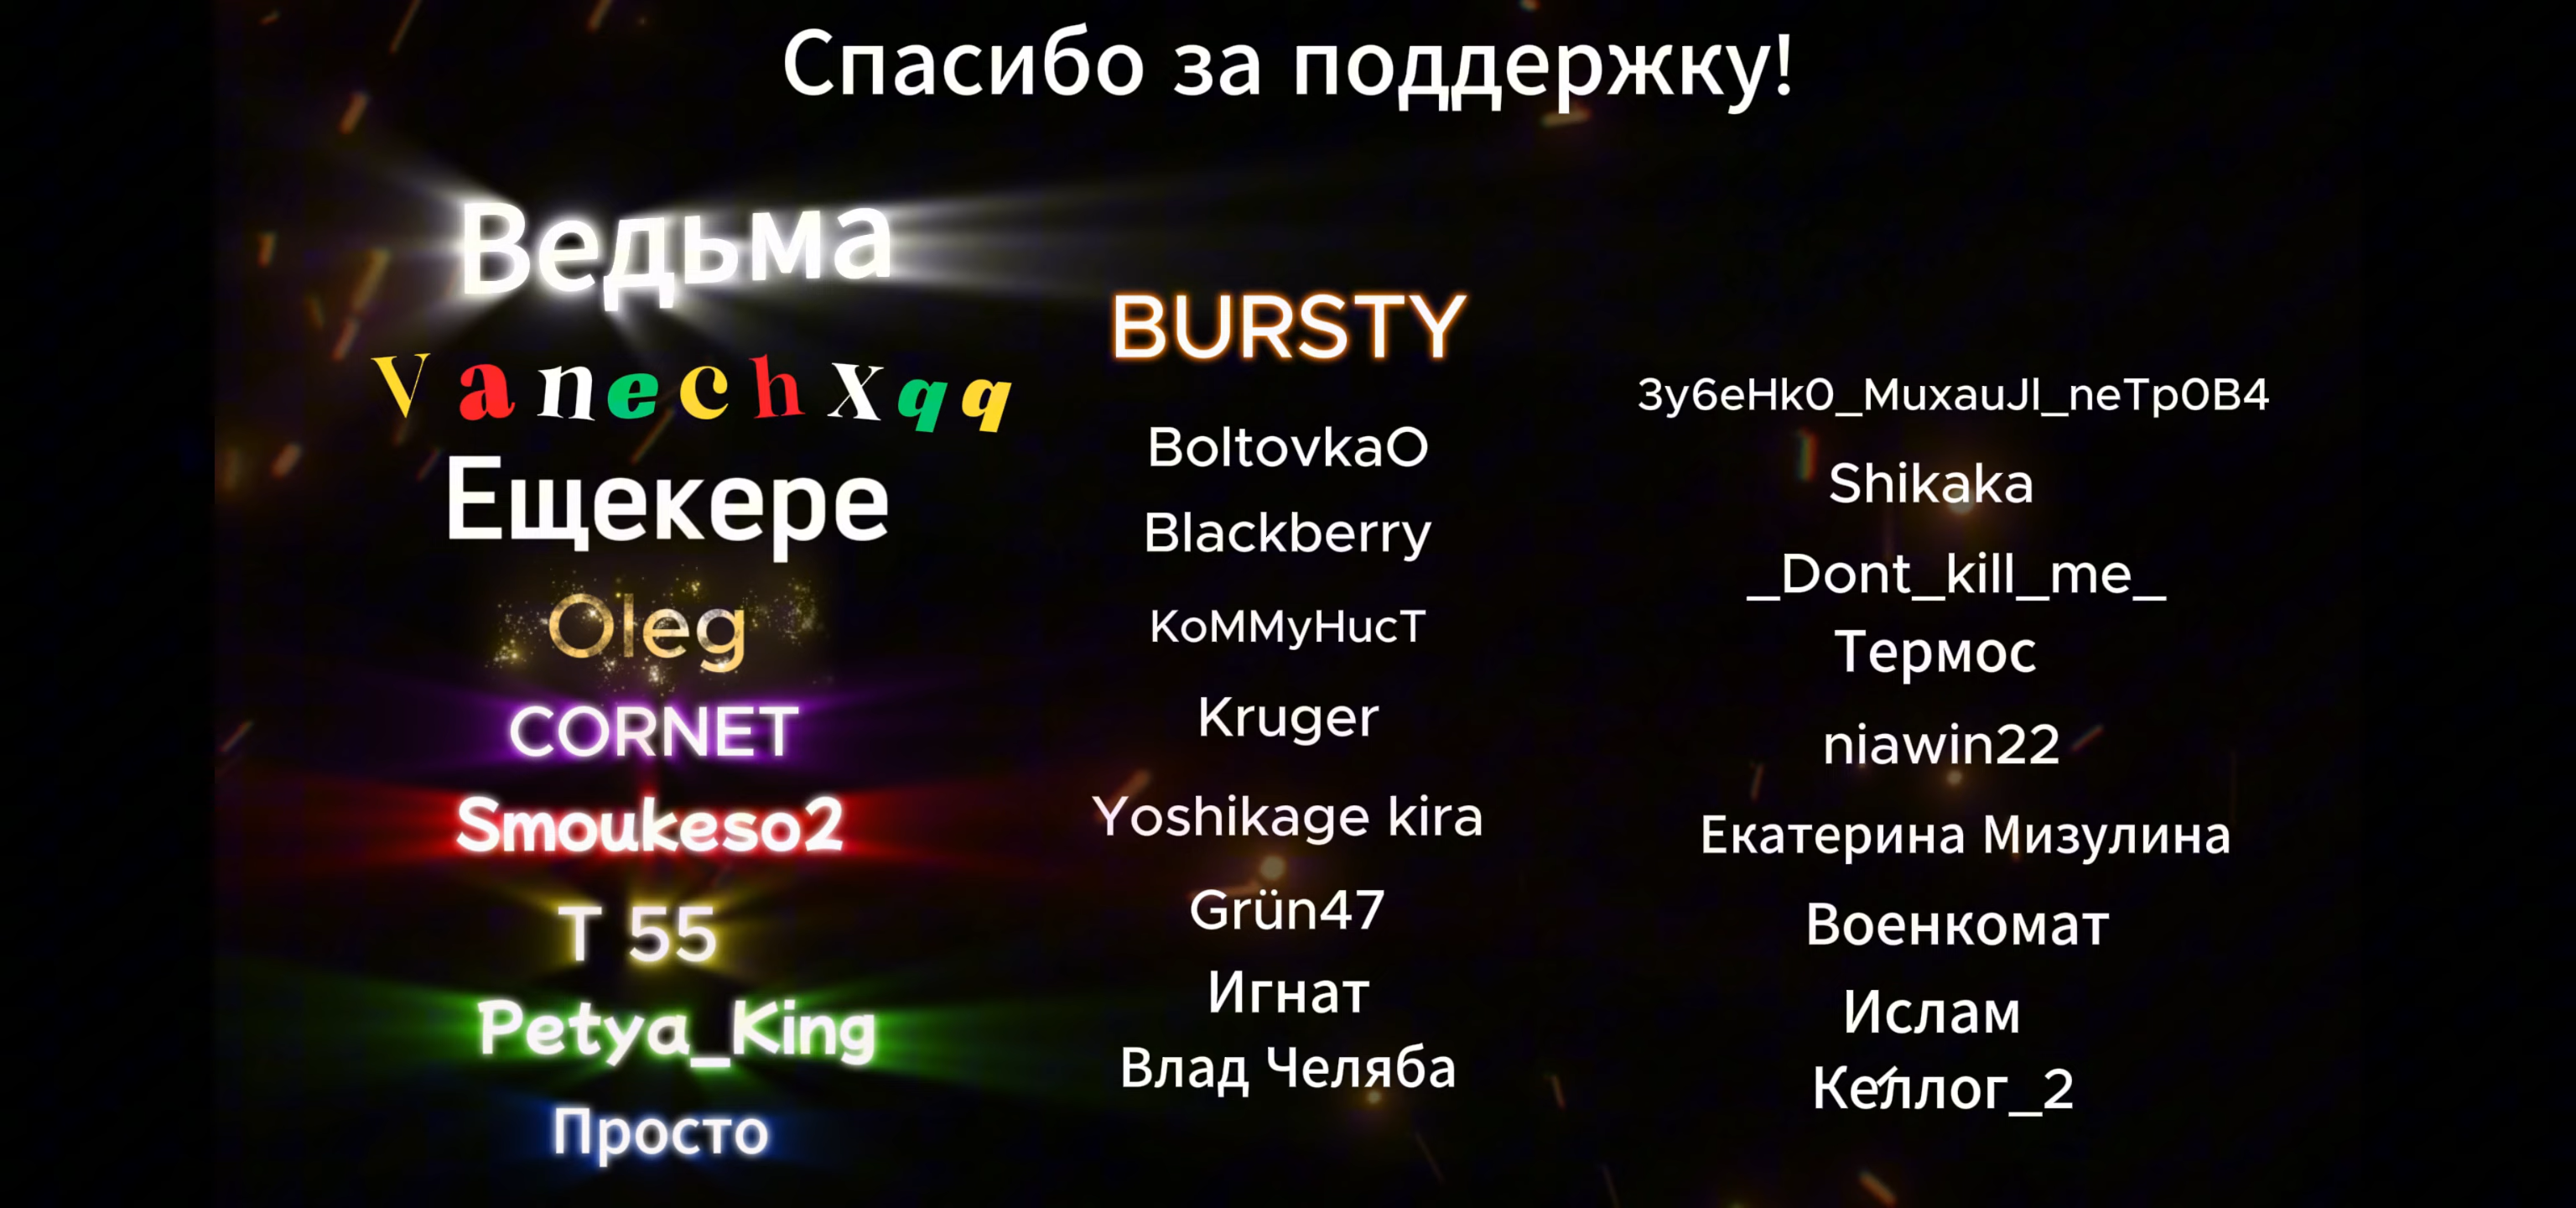 Спасибо за поддержку!
Ведьма
VanechXqq
Ещекере
Oleg
CORNET
Smoukeso2
T 55
Petya_King
Просто
BURSTY
BoltovkaO
Blackberry
KoMMyHucT
Kruger
Yoshikage kira
Grün47
Игнат
Влад Челяба
3y6eHk0_MuxauJl_neTp0B4
Shikaka
_Dont_kill_me_
Термос
niawin22
Екатерина Мизулина
Военкомат
Ислам
Келлог_2